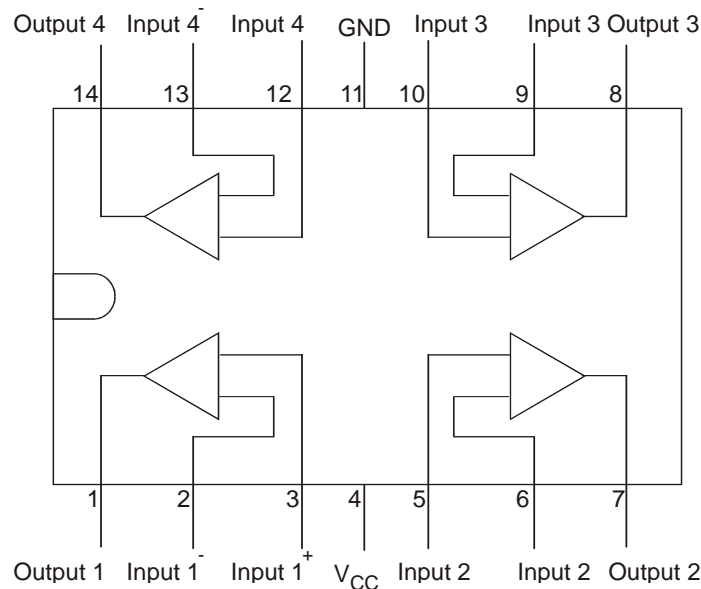 Output 4 Input 4⁻ Input 4 GND Input 3 Input 3 Output 3
14 13 12 11 10 9 8
1 2 3 4 5 6 7
Output 1 Input 1⁻ Input 1⁺ VCC Input 2 Input 2 Output 2